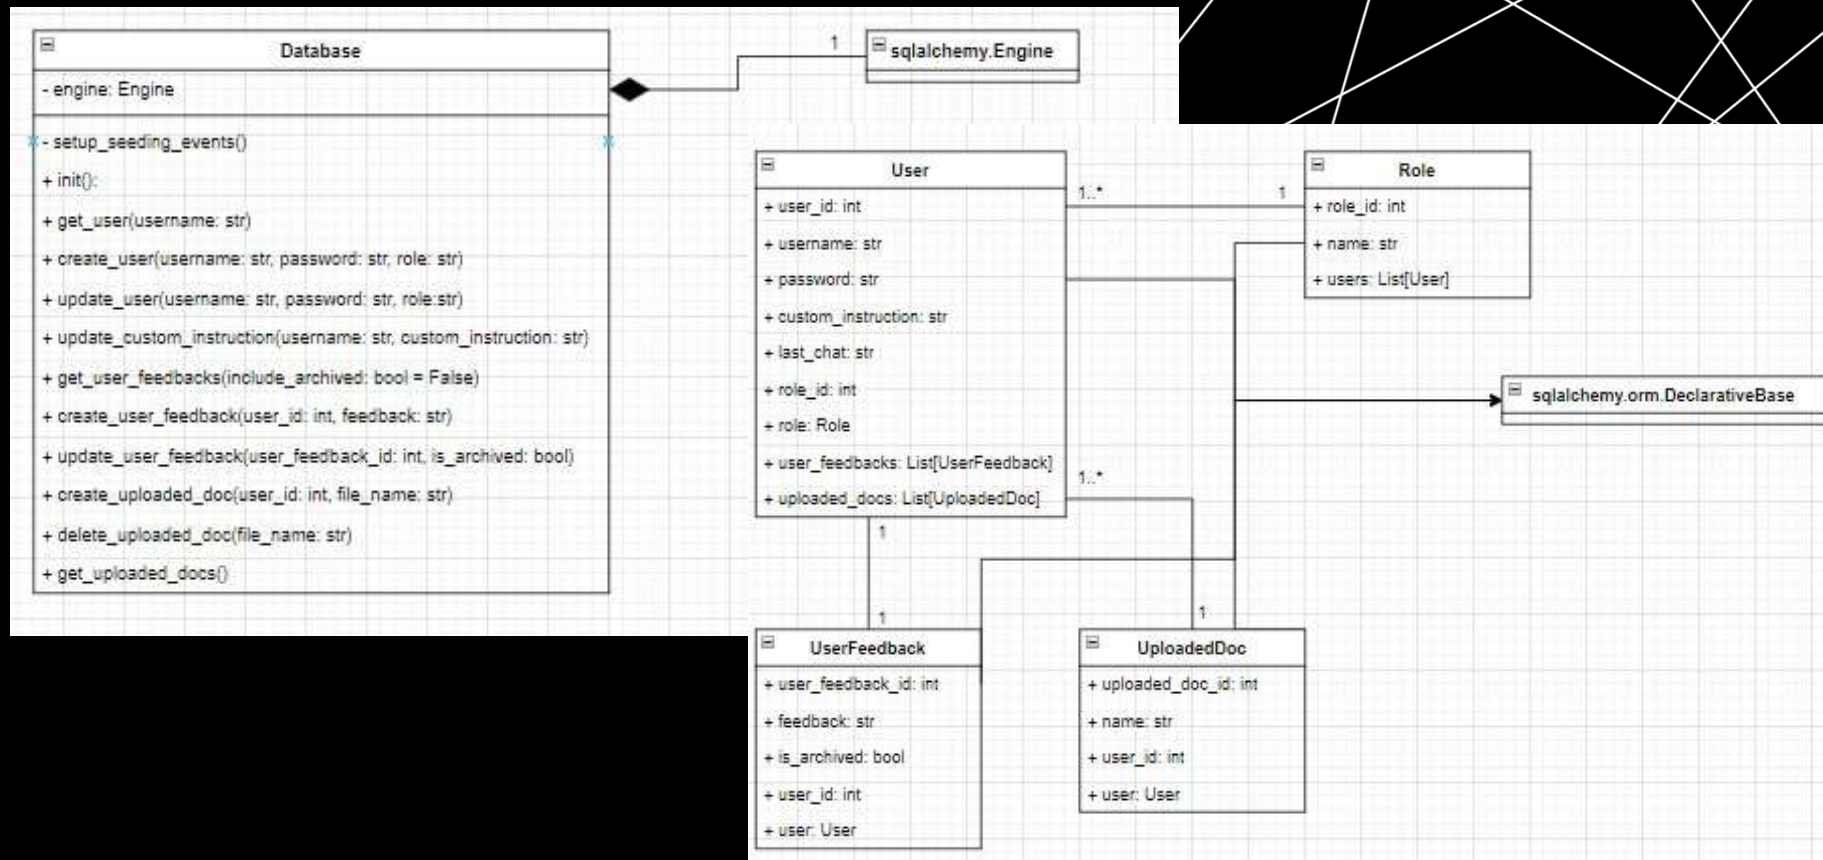 Database
- engine: Engine
- setup_seeding_events()
+ init():
+ get_user(username: str)
+ create_user(username: str, password: str, role: str)
+ update_user(username: str, password: str, role:str)
+ update_custom_instruction(username: str, custom_instruction: str)
+ get_user_feedbacks(include_archived: bool = False)
+ create_user_feedback(user_id: int, feedback: str)
+ update_user_feedback(user_feedback_id: int, is_archived: bool)
+ create_uploaded_doc(user_id: int, file_name: str)
+ delete_uploaded_doc(file_name: str)
+ get_uploaded_docs()
1
sqlalchemy.Engine
User
+ user_id: int
+ username: str
+ password: str
+ custom_instruction: str
+ last_chat: str
+ role_id: int
+ role: Role
+ user_feedbacks: List[UserFeedback]
+ uploaded_docs: List[UploadedDoc]
1..*
1
Role
+ role_id: int
+ name: str
+ users: List[User]
sqlalchemy.orm.DeclarativeBase
1..*
1
1
1
UserFeedback
+ user_feedback_id: int
+ feedback: str
+ is_archived: bool
+ user_id: int
+ user: User
UploadedDoc
+ uploaded_doc_id: int
+ name: str
+ user_id: int
+ user: User